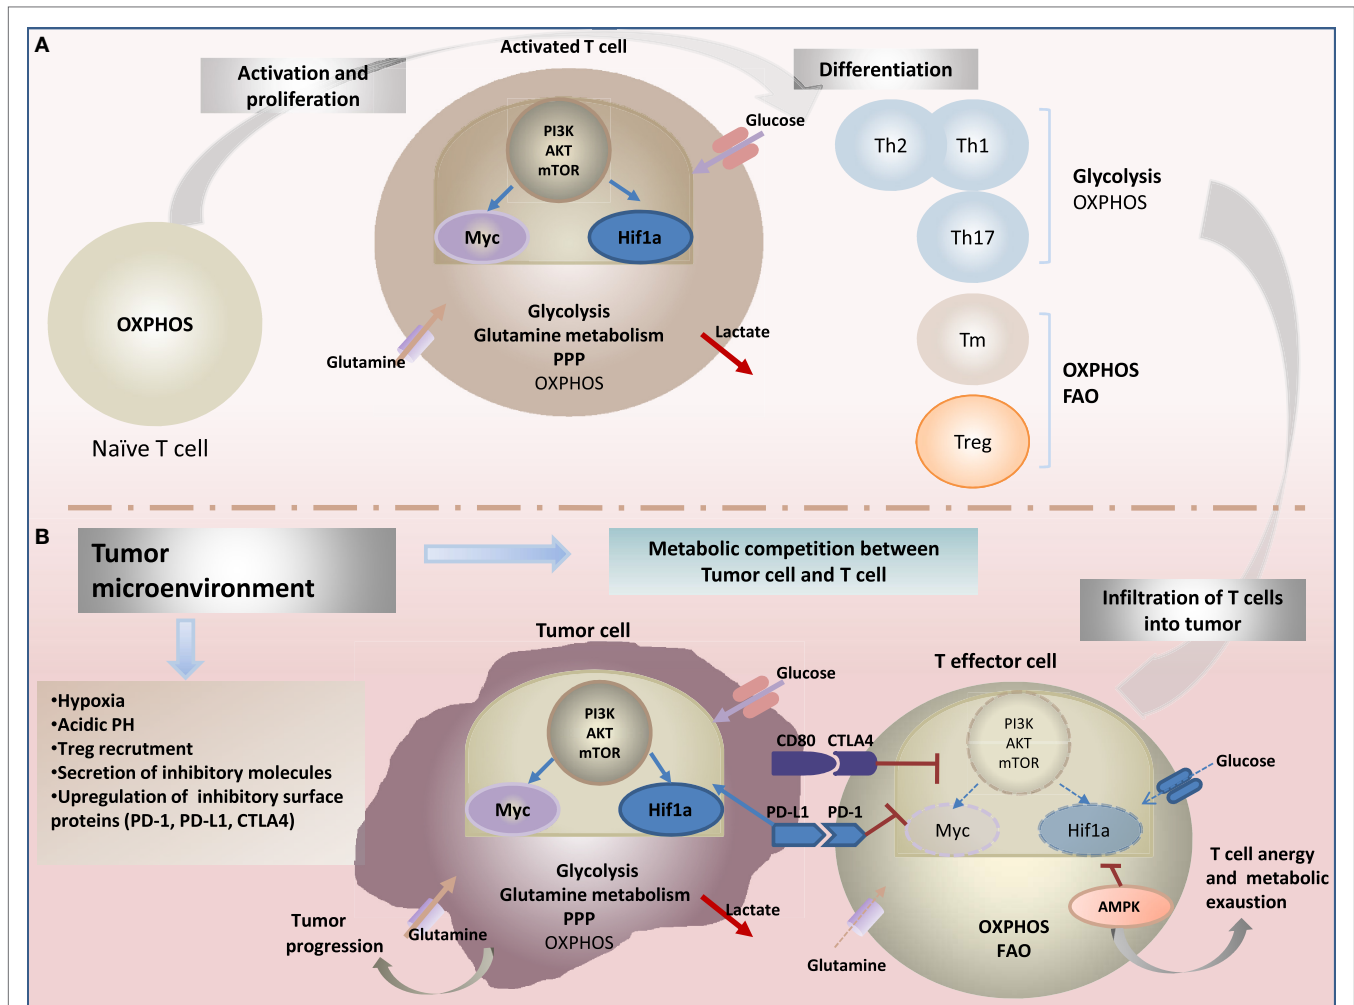 A
Activated T cell
Activation and
proliferation
Differentiation
PI3K
AKT
mTOR
Glucose
Myc
Hif1a
Glycolysis
Glutamine metabolism
PPP
OXPHOS
Glutamine
Lactate
OXPHOS
Naïve T cell
Th2
Th1
Th17
Glycolysis
OXPHOS
Tm
Treg
OXPHOS
FAO
B
Tumor
microenvironment
Metabolic competition between
Tumor cell and T cell
Infiltration of T cells
into tumor
•Hypoxia
•Acidic PH
•Treg recrutment
•Secretion of inhibitory molecules
•Upregulation of inhibitory surface
proteins (PD-1, PD-L1, CTLA4)
Tumor cell
PI3K
AKT
mTOR
Glucose
Myc
Hif1a
Glycolysis
Glutamine metabolism
PPP
OXPHOS
Glutamine
Lactate
Tumor
progression
CD80
CTLA4
PD-L1
PD-1
T effector cell
PI3K
AKT
mTOR
Glucose
Myc
Hif1a
AMPK
OXPHOS
FAO
Glutamine
T cell anergy
and metabolic
exaustion